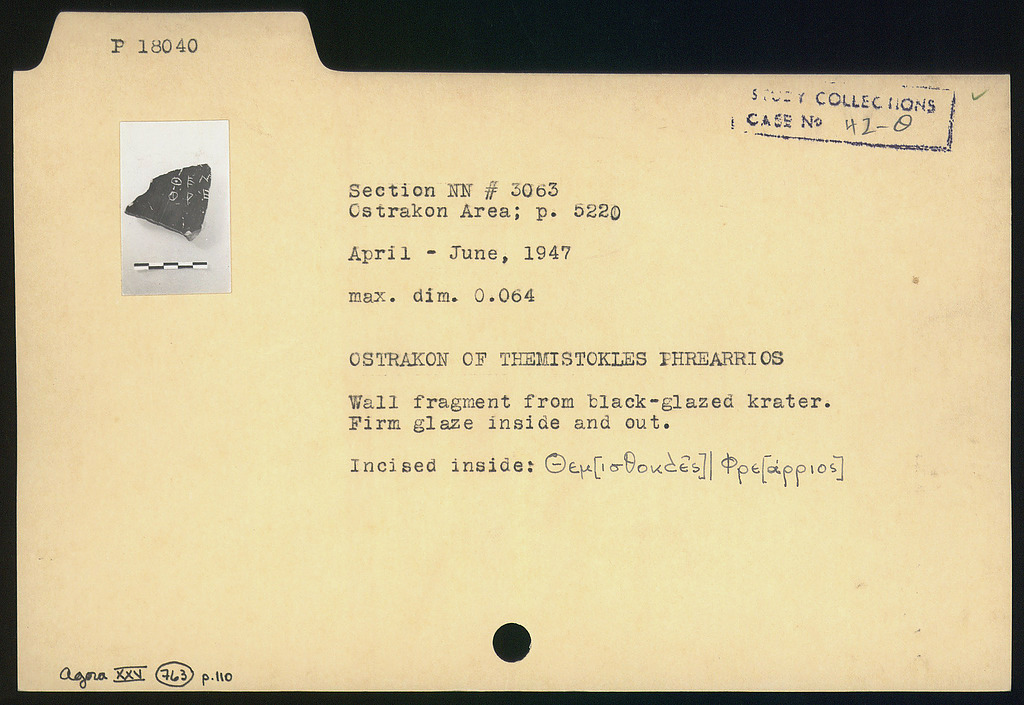 P 18040
STUDY COLLECTIONS
CASE No 42-Θ
Section NN # 3063
Ostrakon Area; p. 5220
April - June, 1947
max. dim. 0.064
OSTRAKON OF THEMISTOKLES PHREARRIOS
Wall fragment from black-glazed krater.
Firm glaze inside and out.
Incised inside: Θεμ[ισθοκλε̃ς]| Φρε[άρριος]
Agora XXV 763 p.110